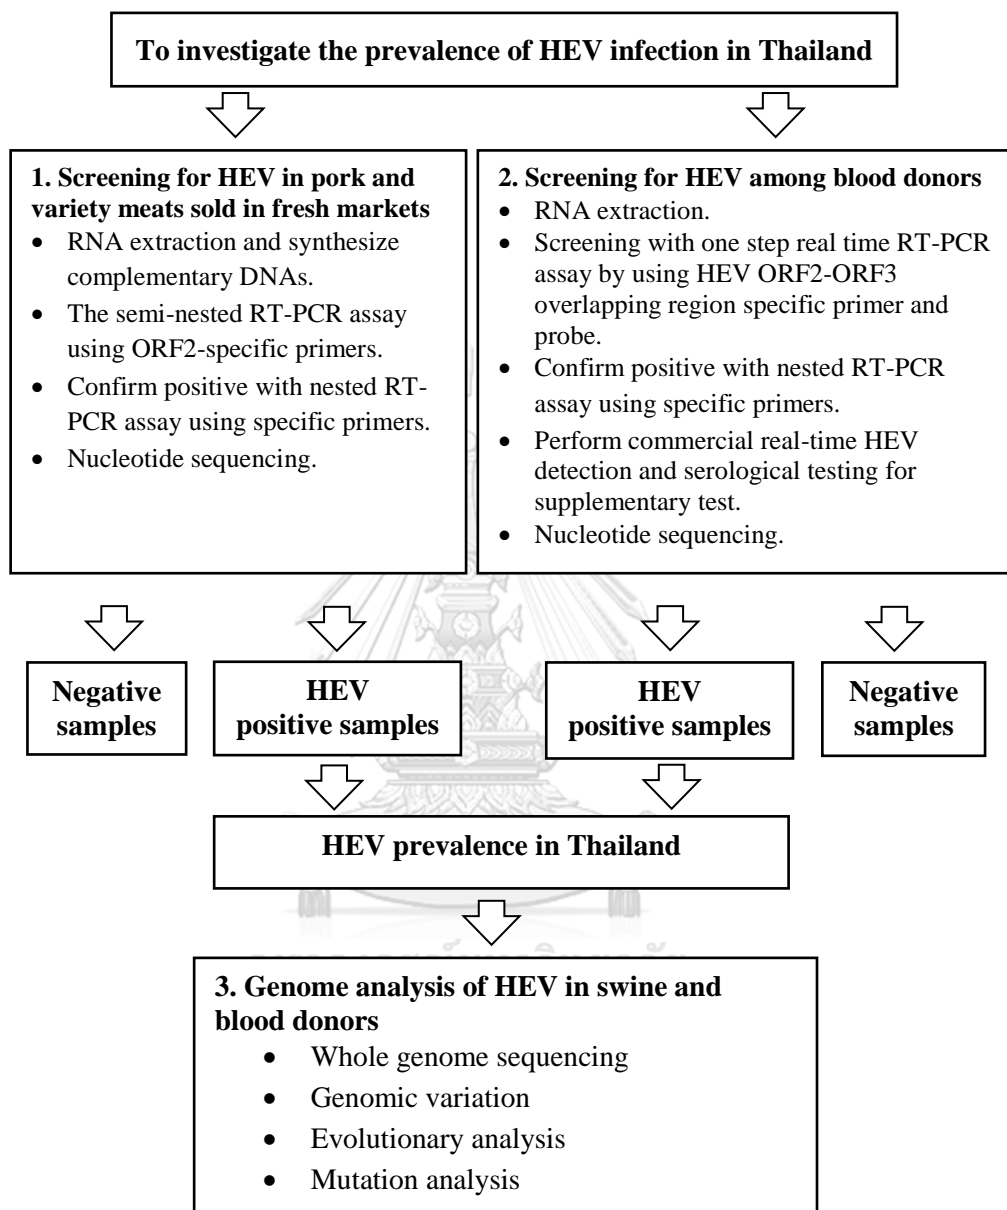 To investigate the prevalence of HEV infection in Thailand
1. Screening for HEV in pork and
variety meats sold in fresh markets
• RNA extraction and synthesize
complementary DNAs.
• The semi-nested RT-PCR assay
using ORF2-specific primers.
• Confirm positive with nested RT-
PCR assay using specific primers.
• Nucleotide sequencing.
2. Screening for HEV among blood donors
• RNA extraction.
• Screening with one step real time RT-PCR
assay by using HEV ORF2-ORF3
overlapping region specific primer and
probe.
• Confirm positive with nested RT-PCR
assay using specific primers.
• Perform commercial real-time HEV
detection and serological testing for
supplementary test.
• Nucleotide sequencing.
Negative
samples
HEV
positive samples
HEV
positive samples
Negative
samples
HEV prevalence in Thailand
3. Genome analysis of HEV in swine and
blood donors
• Whole genome sequencing
• Genomic variation
• Evolutionary analysis
• Mutation analysis